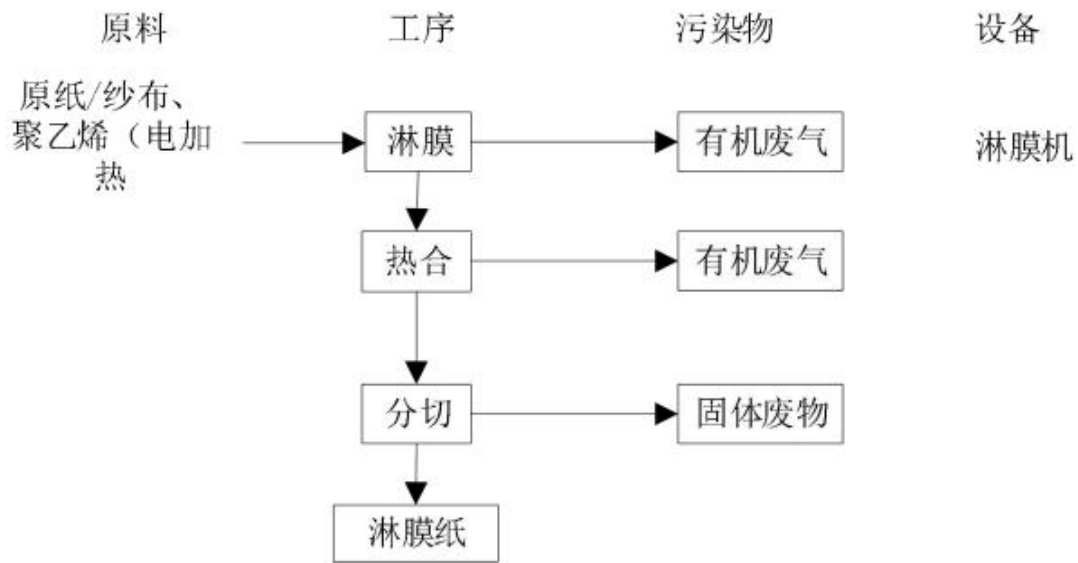 原料 工序 污染物 设备
原纸/纱布、
聚乙烯（电加
热
淋膜 有机废气 淋膜机
热合 有机废气
分切 固体废物
淋膜纸